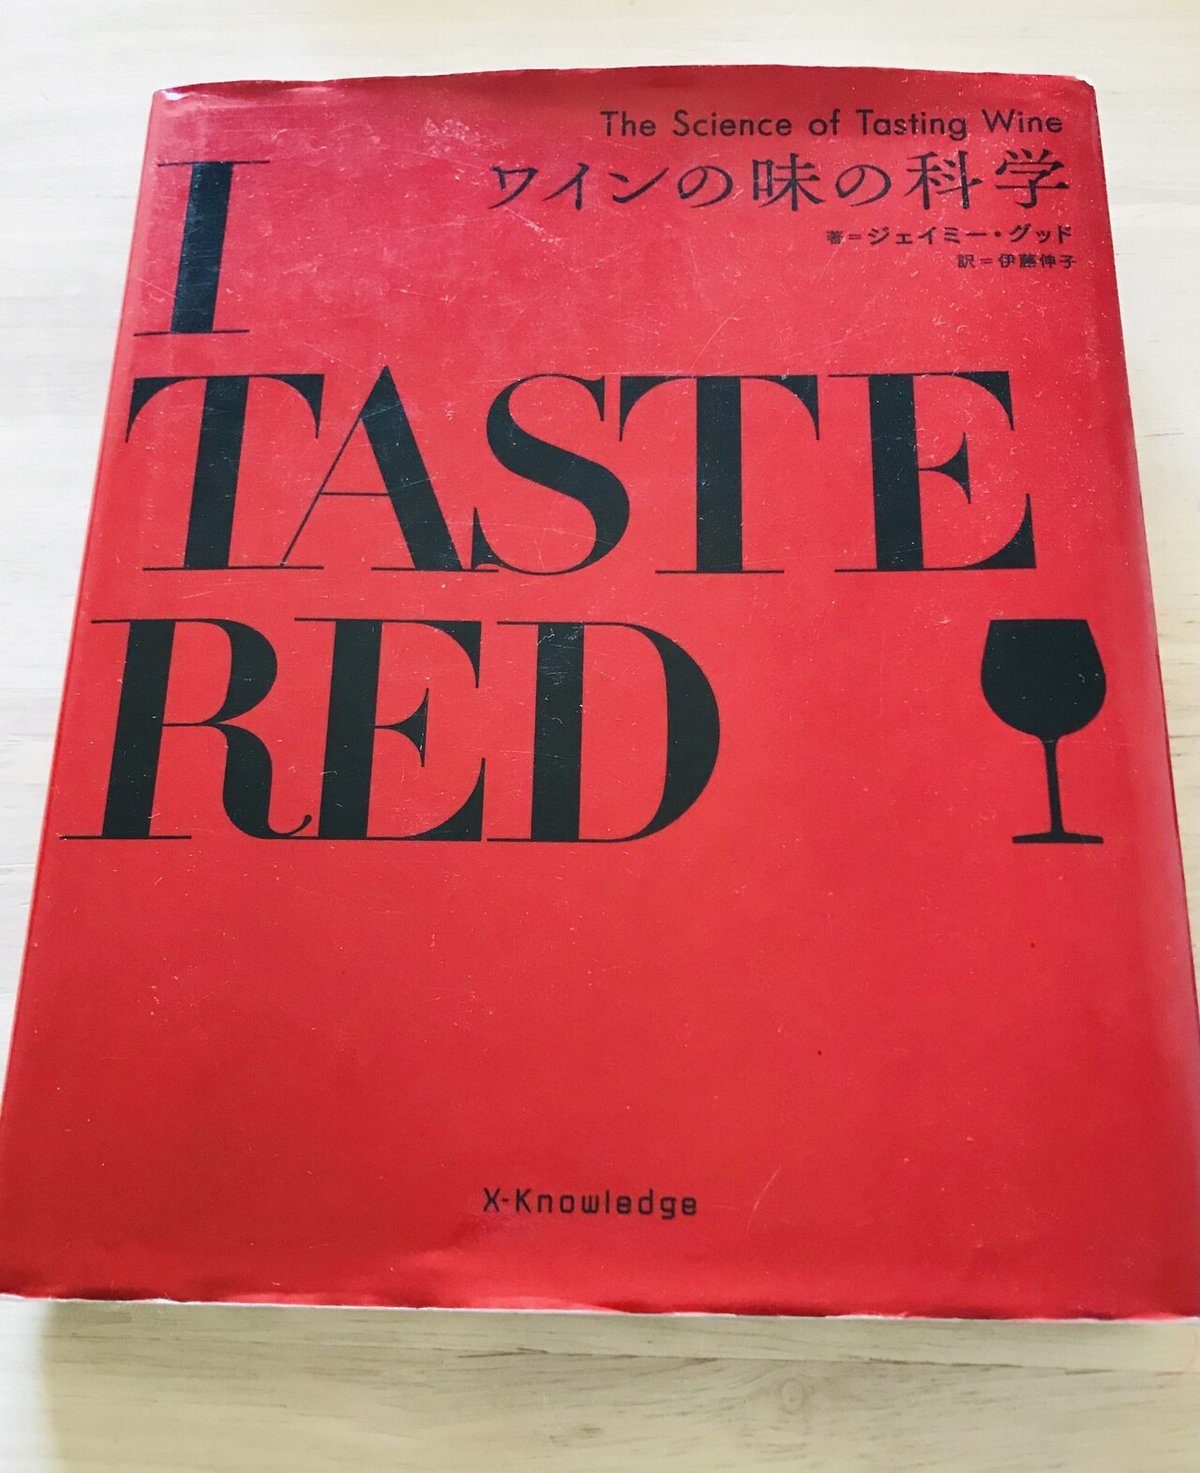 The Science of Tasting Wine
ワインの味の科学
著=ジェイミー・グッド
訳=伊藤伸子
I
TASTE
RED
X-Knowledge